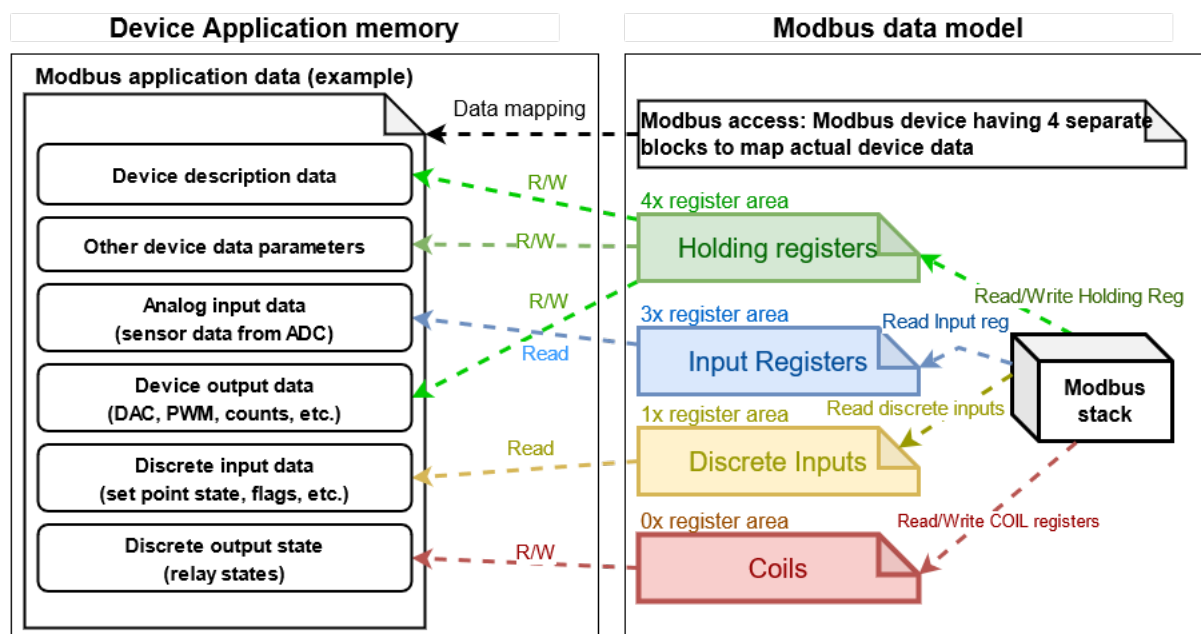 Device Application memory
Modbus data model
Modbus application data (example)
Data mapping
Modbus access: Modbus device having 4 separate
blocks to map actual device data
Device description data
R/W
4x register area
Holding registers
Other device data parameters
R/W
Read/Write Holding Reg
Analog input data
(sensor data from ADC)
R/W
Read
3x register area
Input Registers
Read Input reg
Modbus
stack
Device output data
(DAC, PWM, counts, etc.)
Read discrete inputs
1x register area
Discrete Inputs
Read
Discrete input data
(set point state, flags, etc.)
0x register area
Coils
Read/Write COIL registers
R/W
Discrete output state
(relay states)